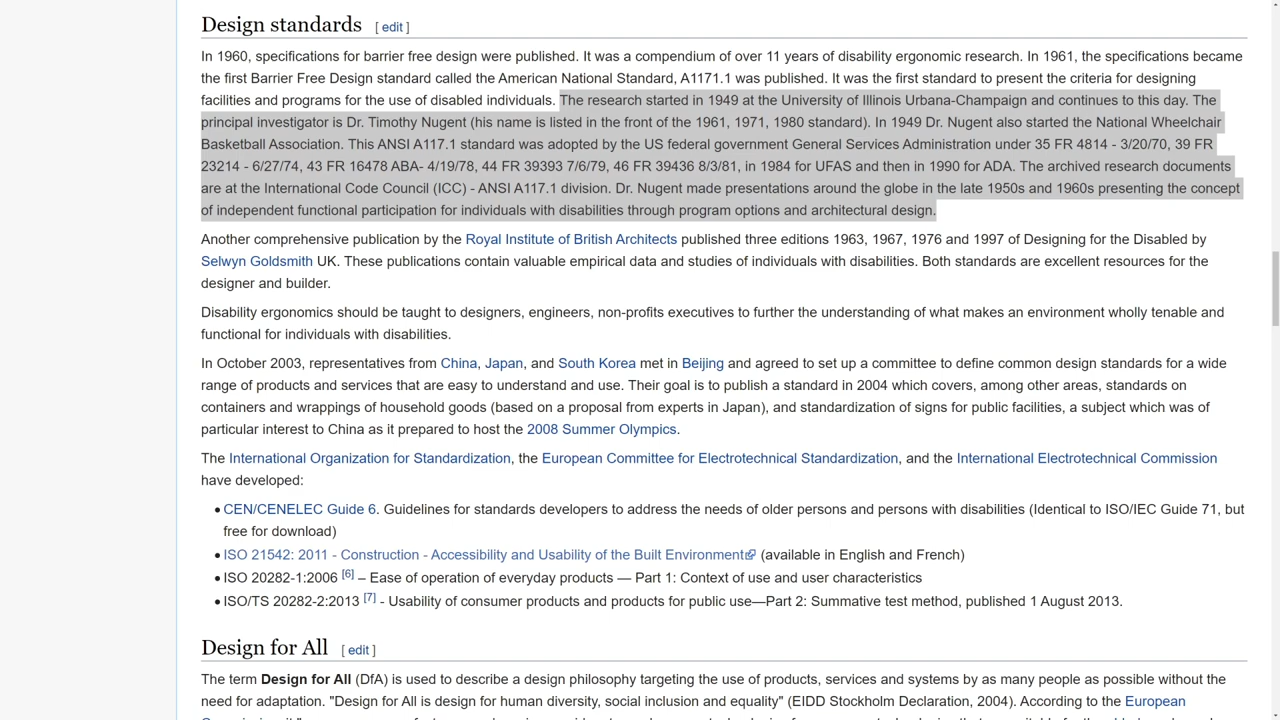 Design standards [ edit ]
In 1960, specifications for barrier free design were published. It was a compendium of over 11 years of disability ergonomic research. In 1961, the specifications became
the first Barrier Free Design standard called the American National Standard, A1171.1 was published. It was the first standard to present the criteria for designing
facilities and programs for the use of disabled individuals. The research started in 1949 at the University of Illinois Urbana-Champaign and continues to this day. The
principal investigator is Dr. Timothy Nugent (his name is listed in the front of the 1961, 1971, 1980 standard). In 1949 Dr. Nugent also started the National Wheelchair
Basketball Association. This ANSI A117.1 standard was adopted by the US federal government General Services Administration under 35 FR 4814 - 3/20/70, 39 FR
23214 - 6/27/74, 43 FR 16478 ABA- 4/19/78, 44 FR 39393 7/6/79, 46 FR 39436 8/3/81, in 1984 for UFAS and then in 1990 for ADA. The archived research documents
are at the International Code Council (ICC) - ANSI A117.1 division. Dr. Nugent made presentations around the globe in the late 1950s and 1960s presenting the concept
of independent functional participation for individuals with disabilities through program options and architectural design.
Another comprehensive publication by the Royal Institute of British Architects published three editions 1963, 1967, 1976 and 1997 of Designing for the Disabled by
Selwyn Goldsmith UK. These publications contain valuable empirical data and studies of individuals with disabilities. Both standards are excellent resources for the
designer and builder.
Disability ergonomics should be taught to designers, engineers, non-profits executives to further the understanding of what makes an environment wholly tenable and
functional for individuals with disabilities.
In October 2003, representatives from China, Japan, and South Korea met in Beijing and agreed to set up a committee to define common design standards for a wide
range of products and services that are easy to understand and use. Their goal is to publish a standard in 2004 which covers, among other areas, standards on
containers and wrappings of household goods (based on a proposal from experts in Japan), and standardization of signs for public facilities, a subject which was of
particular interest to China as it prepared to host the 2008 Summer Olympics.
The International Organization for Standardization, the European Committee for Electrotechnical Standardization, and the International Electrotechnical Commission
have developed:
• CEN/CENELEC Guide 6. Guidelines for standards developers to address the needs of older persons and persons with disabilities (Identical to ISO/IEC Guide 71, but
free for download)
• ISO 21542: 2011 - Construction - Accessibility and Usability of the Built Environment (available in English and French)
• ISO 20282-1:2006 [6] – Ease of operation of everyday products — Part 1: Context of use and user characteristics
• ISO/TS 20282-2:2013 [7] - Usability of consumer products and products for public use—Part 2: Summative test method, published 1 August 2013.
Design for All [ edit ]
The term Design for All (DfA) is used to describe a design philosophy targeting the use of products, services and systems by as many people as possible without the
need for adaptation. "Design for All is design for human diversity, social inclusion and equality" (EIDD Stockholm Declaration, 2004). According to the European